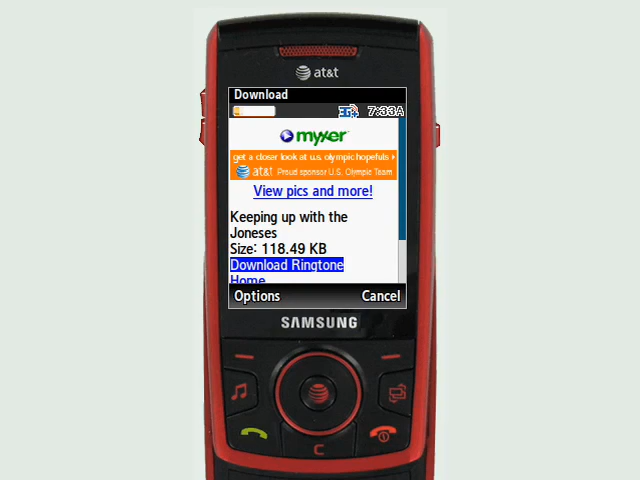 at&t
Download
7:33A
myxer
get a closer look at u.s. olympic hopefuls
at&t Proud sponsor U.S. Olympic Team
View pics and more!
Keeping up with the
Joneses
Size: 118.49 KB
Download Ringtone
Home
Options Cancel
SAMSUNG
C